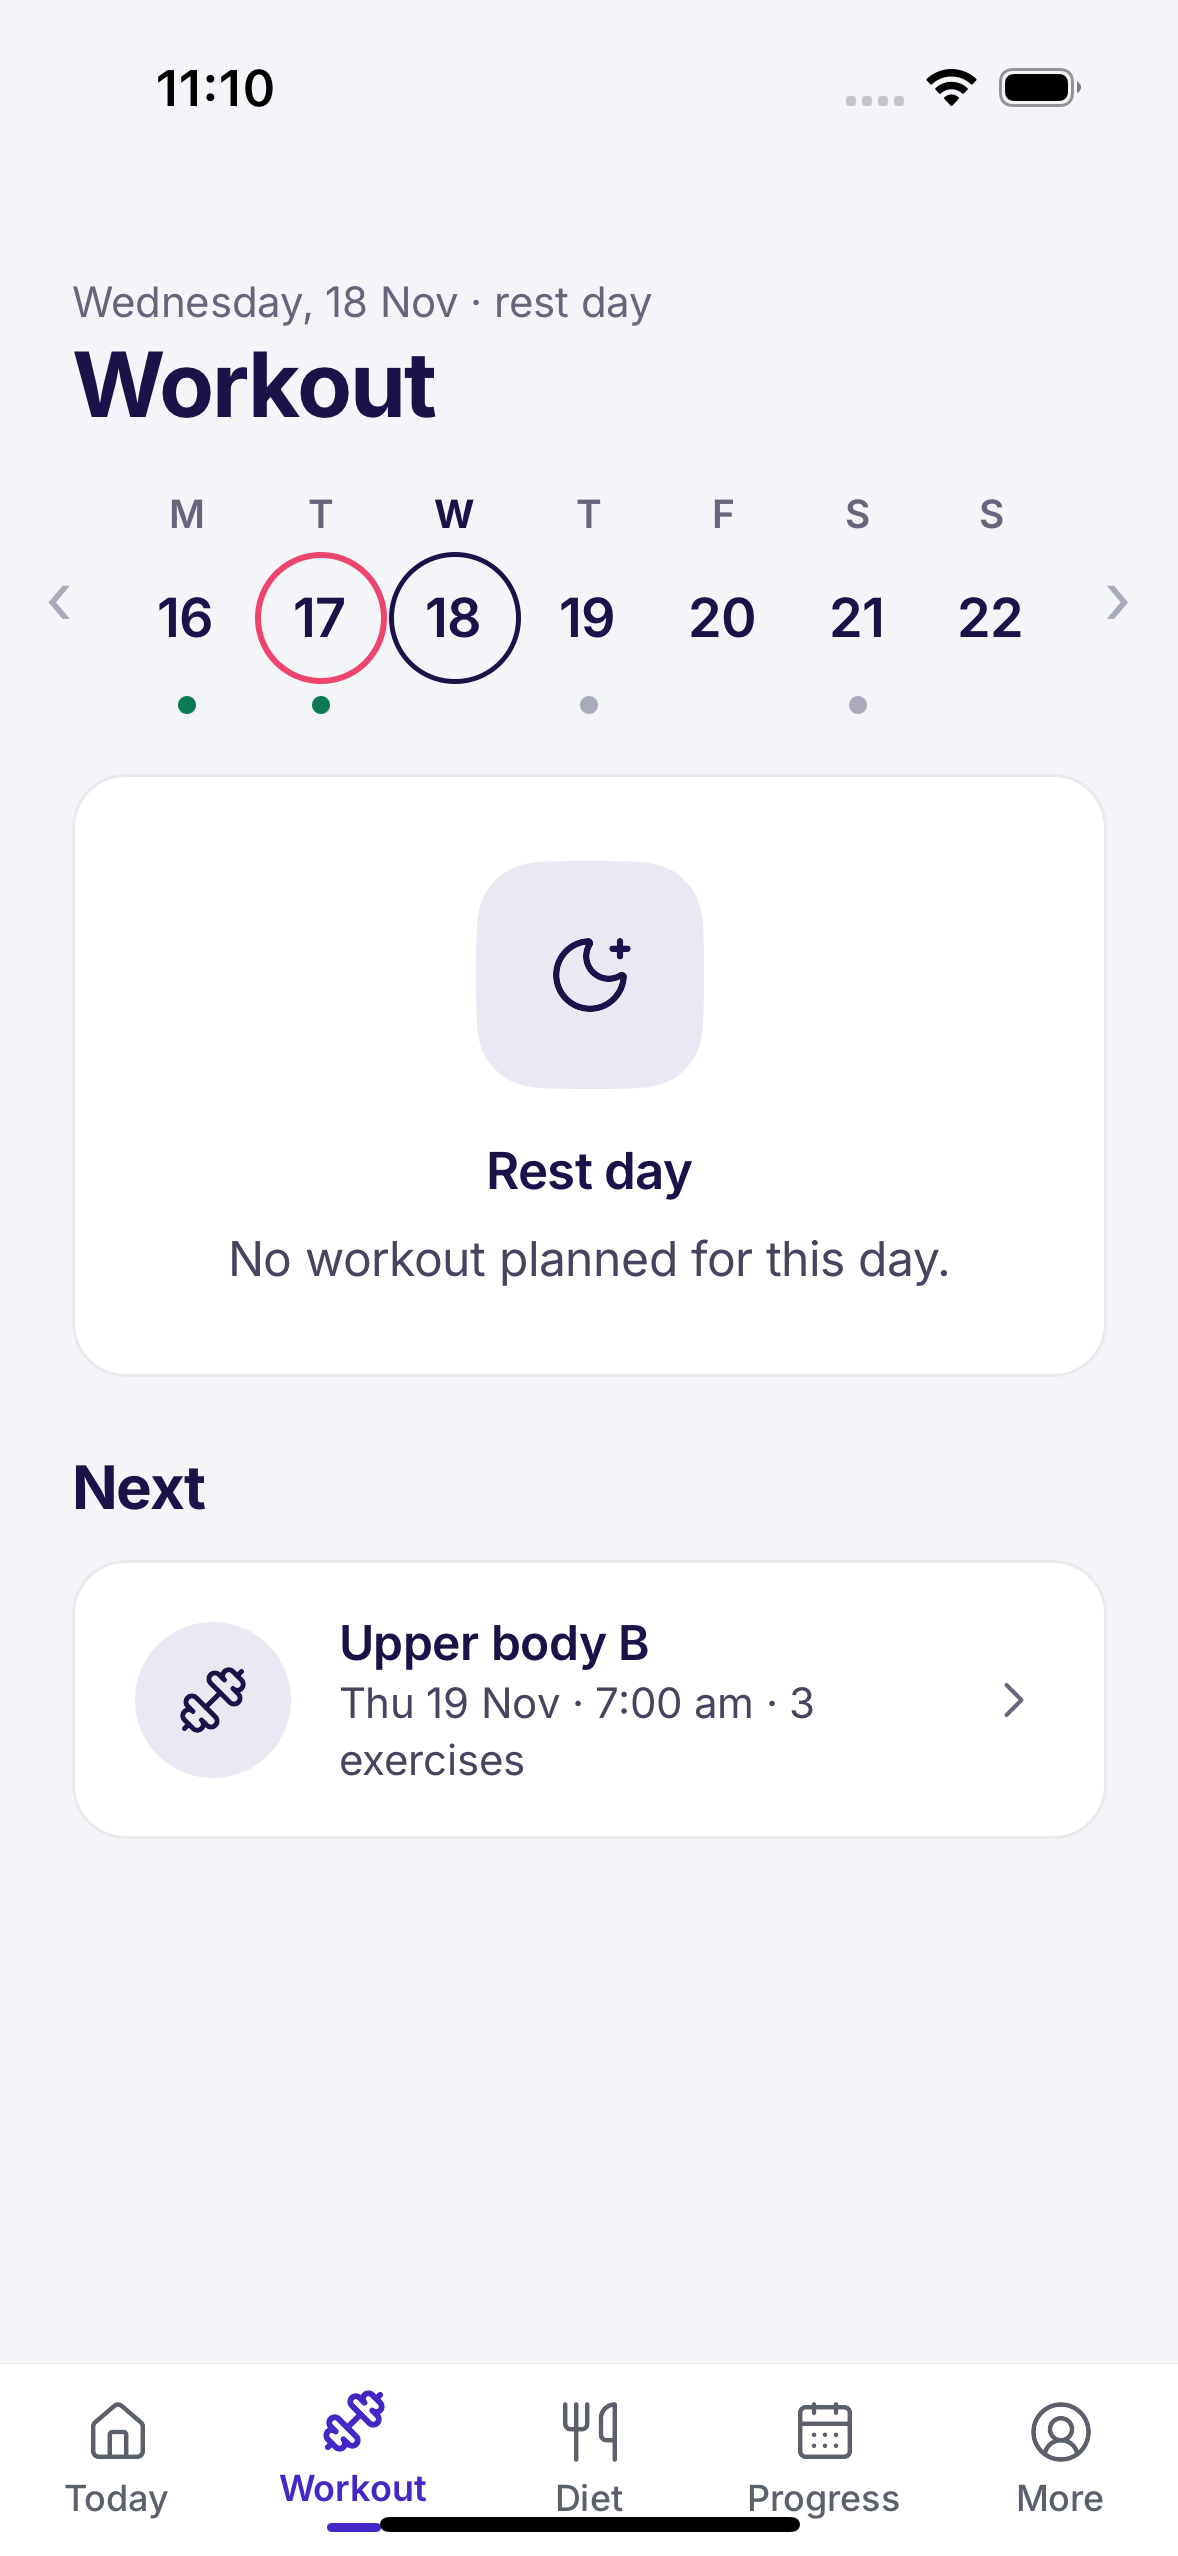 11:10
Wednesday, 18 Nov · rest day
Workout
M T W T F S S
16 17 18 19 20 21 22
Rest day
No workout planned for this day.
Next
Upper body B
Thu 19 Nov · 7:00 am · 3
exercises
Today Workout Diet Progress More